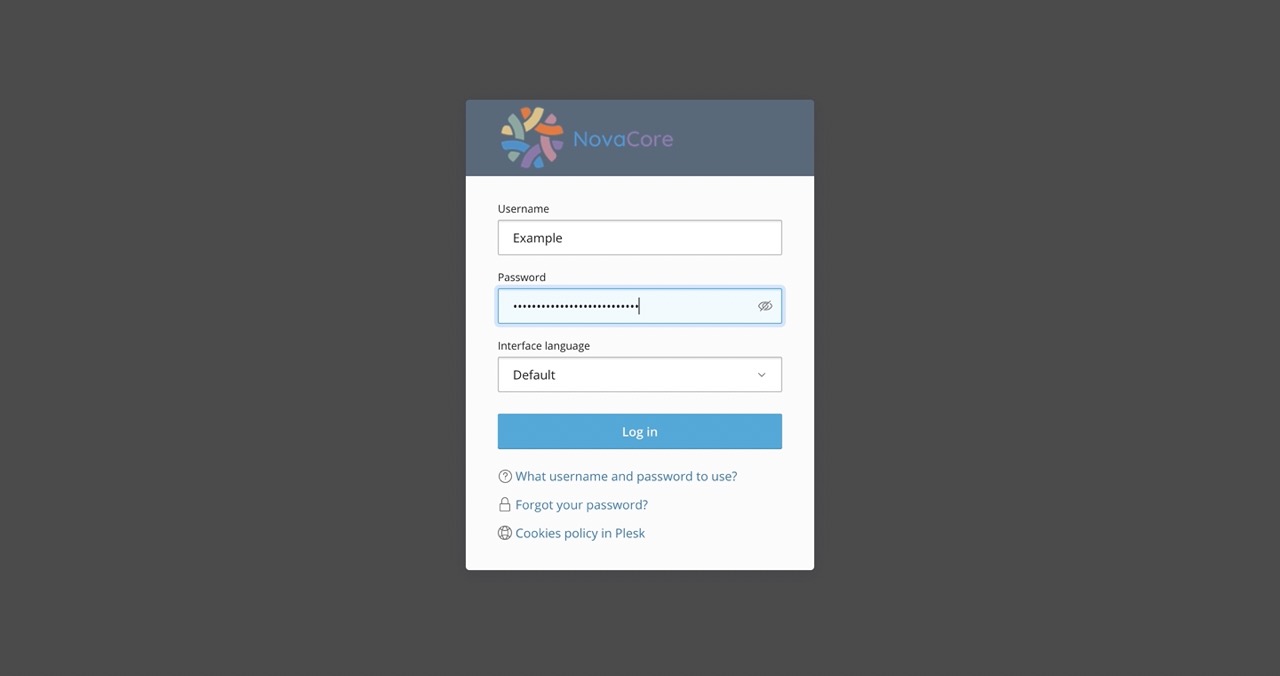 NovaCore
Username
Example
Password
•••••••••••••••••••••••••••
Interface language
Default
Log in
What username and password to use?
Forgot your password?
Cookies policy in Plesk